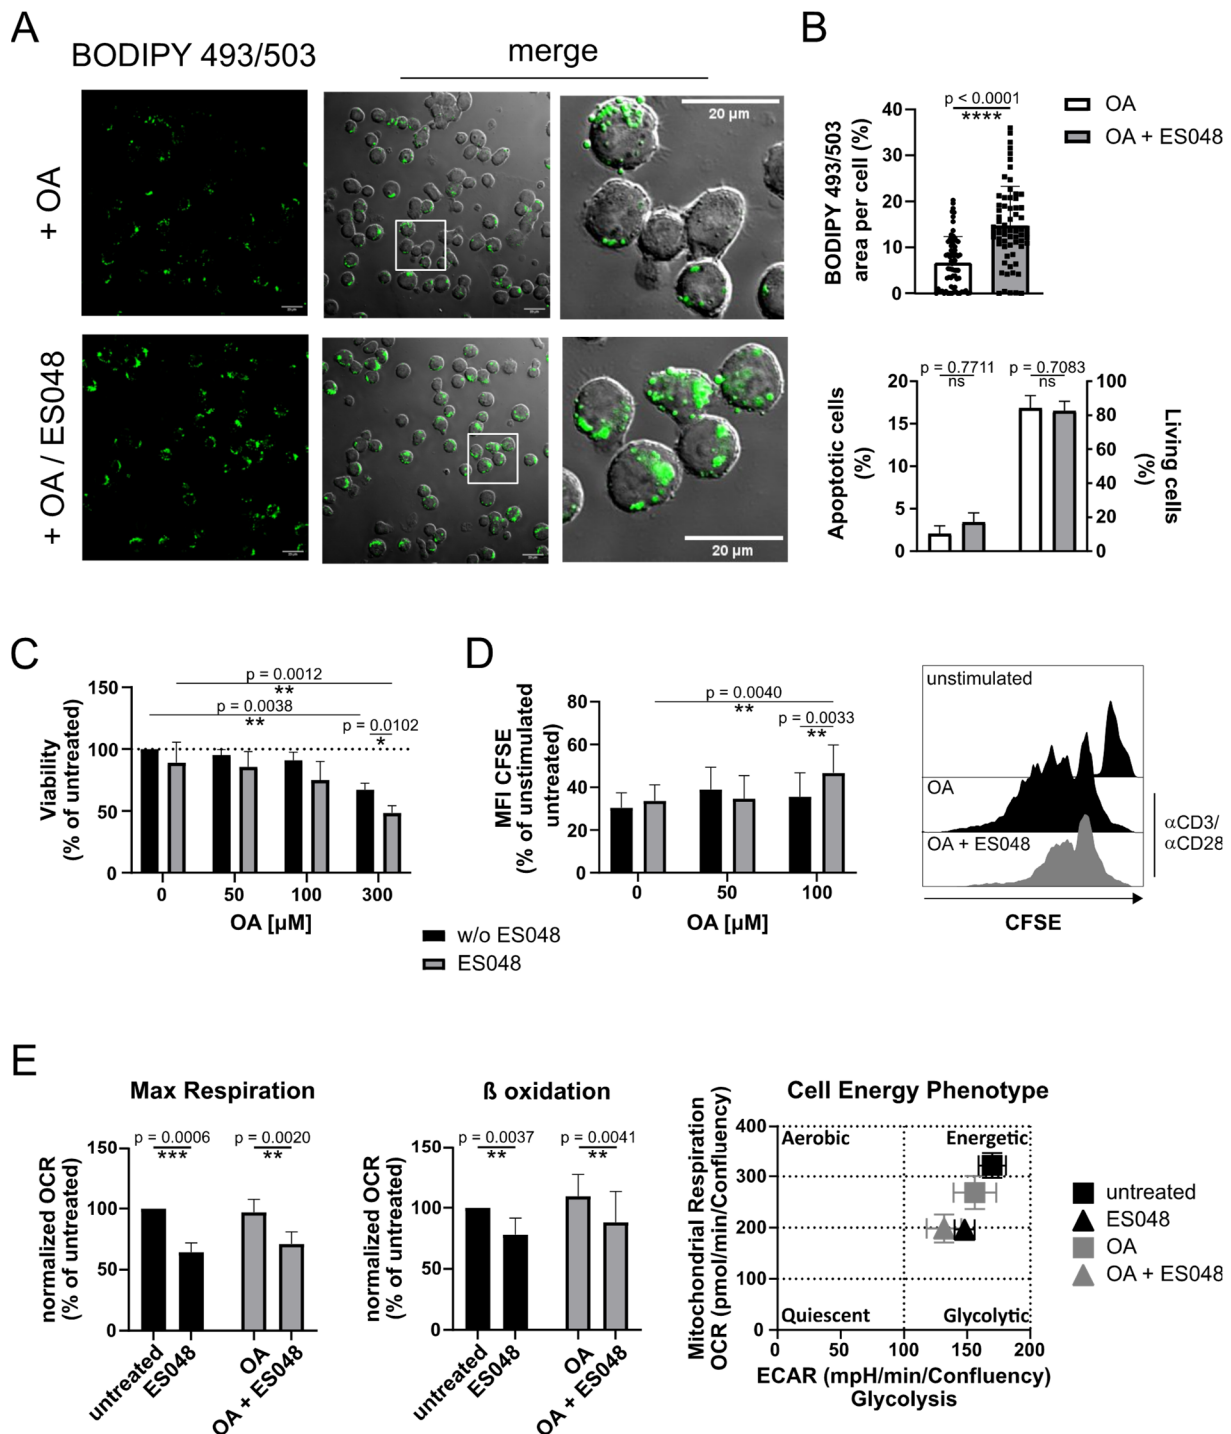 A
BODIPY 493/503
merge
+ OA
20 µm
+ OA / ES048
20 µm
B
p < 0.0001
****
OA
OA + ES048
BODIPY 493/503
area per cell (%)
40
30
20
10
0
p = 0.7711
ns
p = 0.7083
ns
Apoptotic cells
(%)
20
15
10
5
0
100
80
60
40
20
0
Living cells
(%)
C
p = 0.0012
**
p = 0.0038
**
p = 0.0102
*
Viability
(% of untreated)
150
100
50
0
0
50
100
300
OA [µM]
w/o ES048
ES048
D
p = 0.0040
**
p = 0.0033
**
MFI CFSE
(% of unstimulated
untreated)
80
60
40
20
0
0
50
100
OA [µM]
unstimulated
OA
OA + ES048
αCD3/
αCD28
CFSE
E
Max Respiration
p = 0.0006
***
p = 0.0020
**
normalized OCR
(% of untreated)
150
100
50
0
untreated
ES048
OA
OA + ES048
ß oxidation
p = 0.0037
**
p = 0.0041
**
normalized OCR
(% of untreated)
150
100
50
0
untreated
ES048
OA
OA + ES048
Cell Energy Phenotype
Mitochondrial Respiration
OCR (pmol/min/Confluency)
400
300
200
100
0
Aerobic
Energetic
Quiescent
Glycolytic
0
50
100
150
200
ECAR (mpH/min/Confluency)
Glycolysis
untreated
ES048
OA
OA + ES048